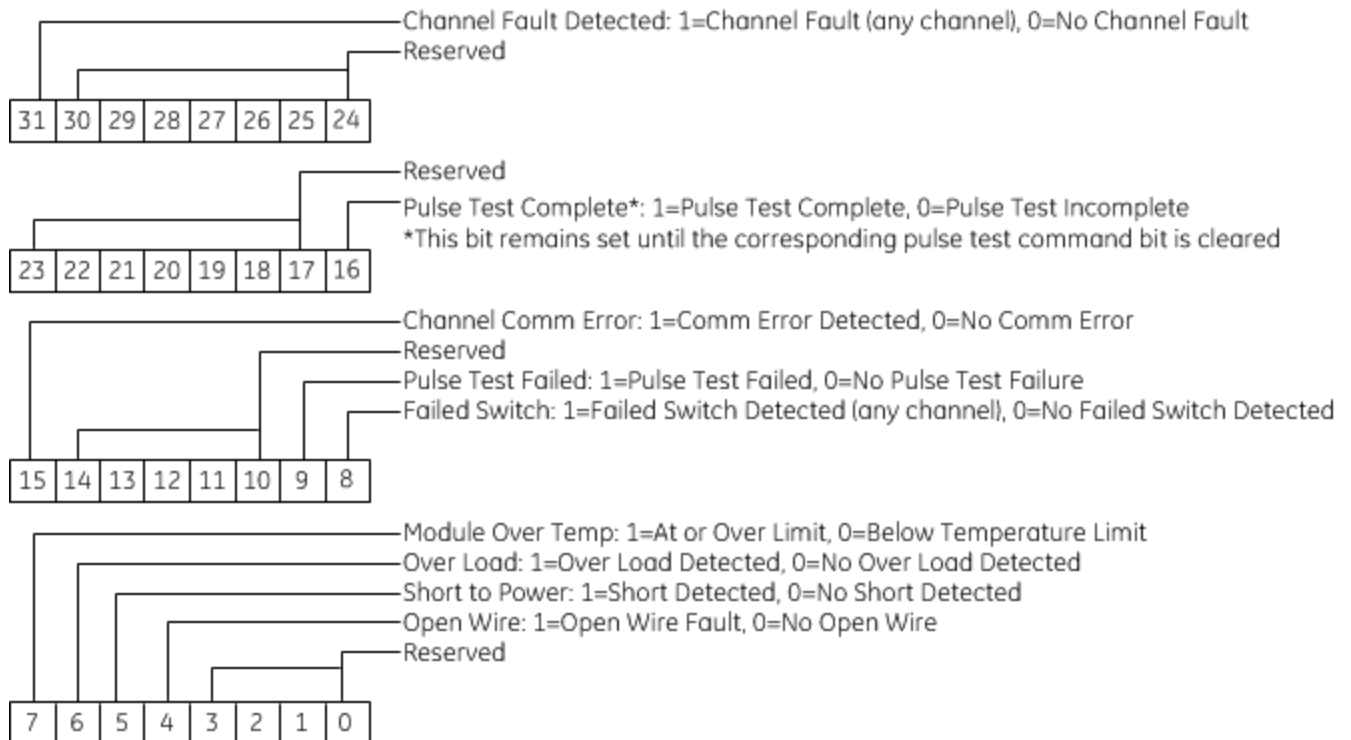 Channel Fault Detected: 1=Channel Fault (any channel), 0=No Channel Fault
Reserved
31 30 29 28 27 26 25 24
Reserved
Pulse Test Complete*: 1=Pulse Test Complete, 0=Pulse Test Incomplete
*This bit remains set until the corresponding pulse test command bit is cleared
23 22 21 20 19 18 17 16
Channel Comm Error: 1=Comm Error Detected, 0=No Comm Error
Reserved
Pulse Test Failed: 1=Pulse Test Failed, 0=No Pulse Test Failure
Failed Switch: 1=Failed Switch Detected (any channel), 0=No Failed Switch Detected
15 14 13 12 11 10 9 8
Module Over Temp: 1=At or Over Limit, 0=Below Temperature Limit
Over Load: 1=Over Load Detected, 0=No Over Load Detected
Short to Power: 1=Short Detected, 0=No Short Detected
Open Wire: 1=Open Wire Fault, 0=No Open Wire
Reserved
7 6 5 4 3 2 1 0